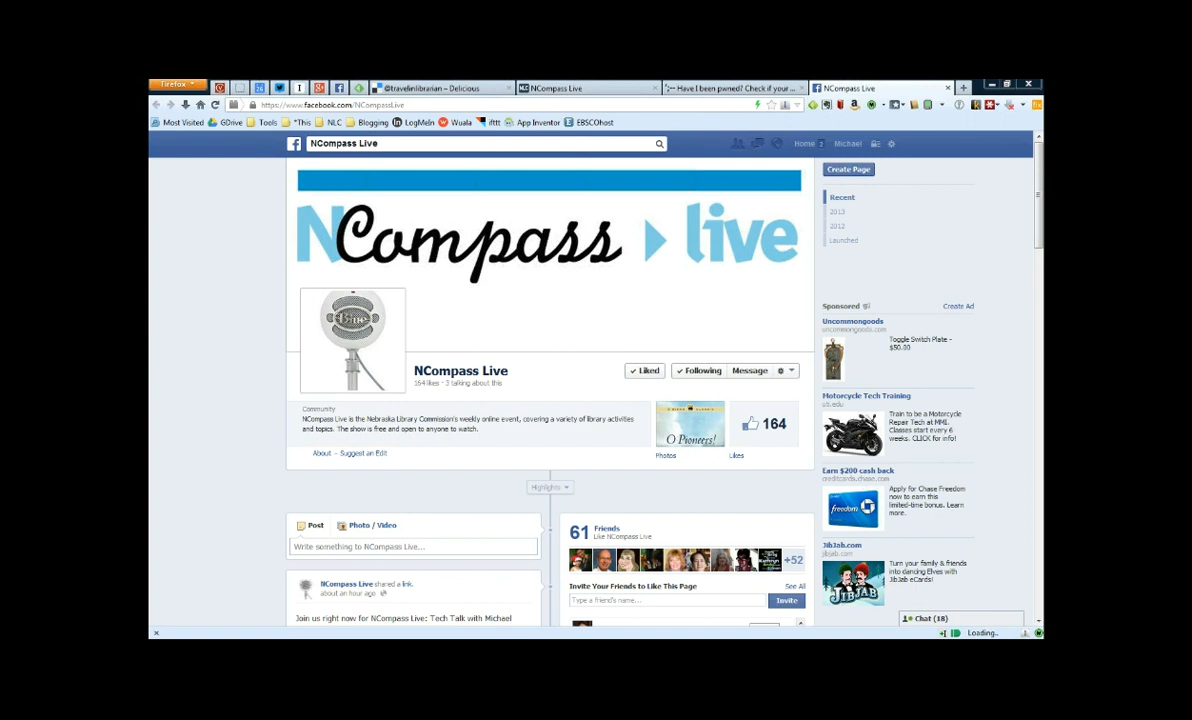 Firefox
@travelinlibrarian - Delicious
NCompass Live
Have I been pwned? Check if your ...
NCompass Live
https://www.facebook.com/NCompassLive
Most Visited GDrive Tools *This NLC Blogging LogMeIn Wuala ifttt App Inventor EBSCOhost
NCompass Live
Home 2 Michael
Create Page
Recent
2013
2012
Launched
NCompass live
Blue
NCompass Live
164 likes · 3 talking about this
✓ Liked
✓ Following
Message
Community
NCompass Live is the Nebraska Library Commission's weekly online event, covering a variety of library activities
and topics. The show is free and open to anyone to watch.
About – Suggest an Edit
O Pioneers!
Photos
164
Likes
Highlights
Post Photo / Video
Write something to NCompass Live...
NCompass Live shared a link.
about an hour ago
Join us right now for NCompass Live: Tech Talk with Michael
61 Friends
Like NCompass Live
+52
Invite Your Friends to Like This Page See All
Type a friend's name...
Invite
Sponsored Create Ad
Uncommongoods
uncommongoods.com
Toggle Switch Plate -
$50.00
Motorcycle Tech Training
uti.edu
Train to be a Motorcycle
Repair Tech at MMI.
Classes start every 6
weeks. CLICK for info!
Earn $200 cash back
creditcards.chase.com
freedom
Apply for Chase Freedom
now to earn this
limited-time bonus. Learn
more.
JibJab.com
jibjab.com
JIBJAB
Turn your family & friends
into dancing Elves with
JibJab eCards!
Chat (18)
Loading..